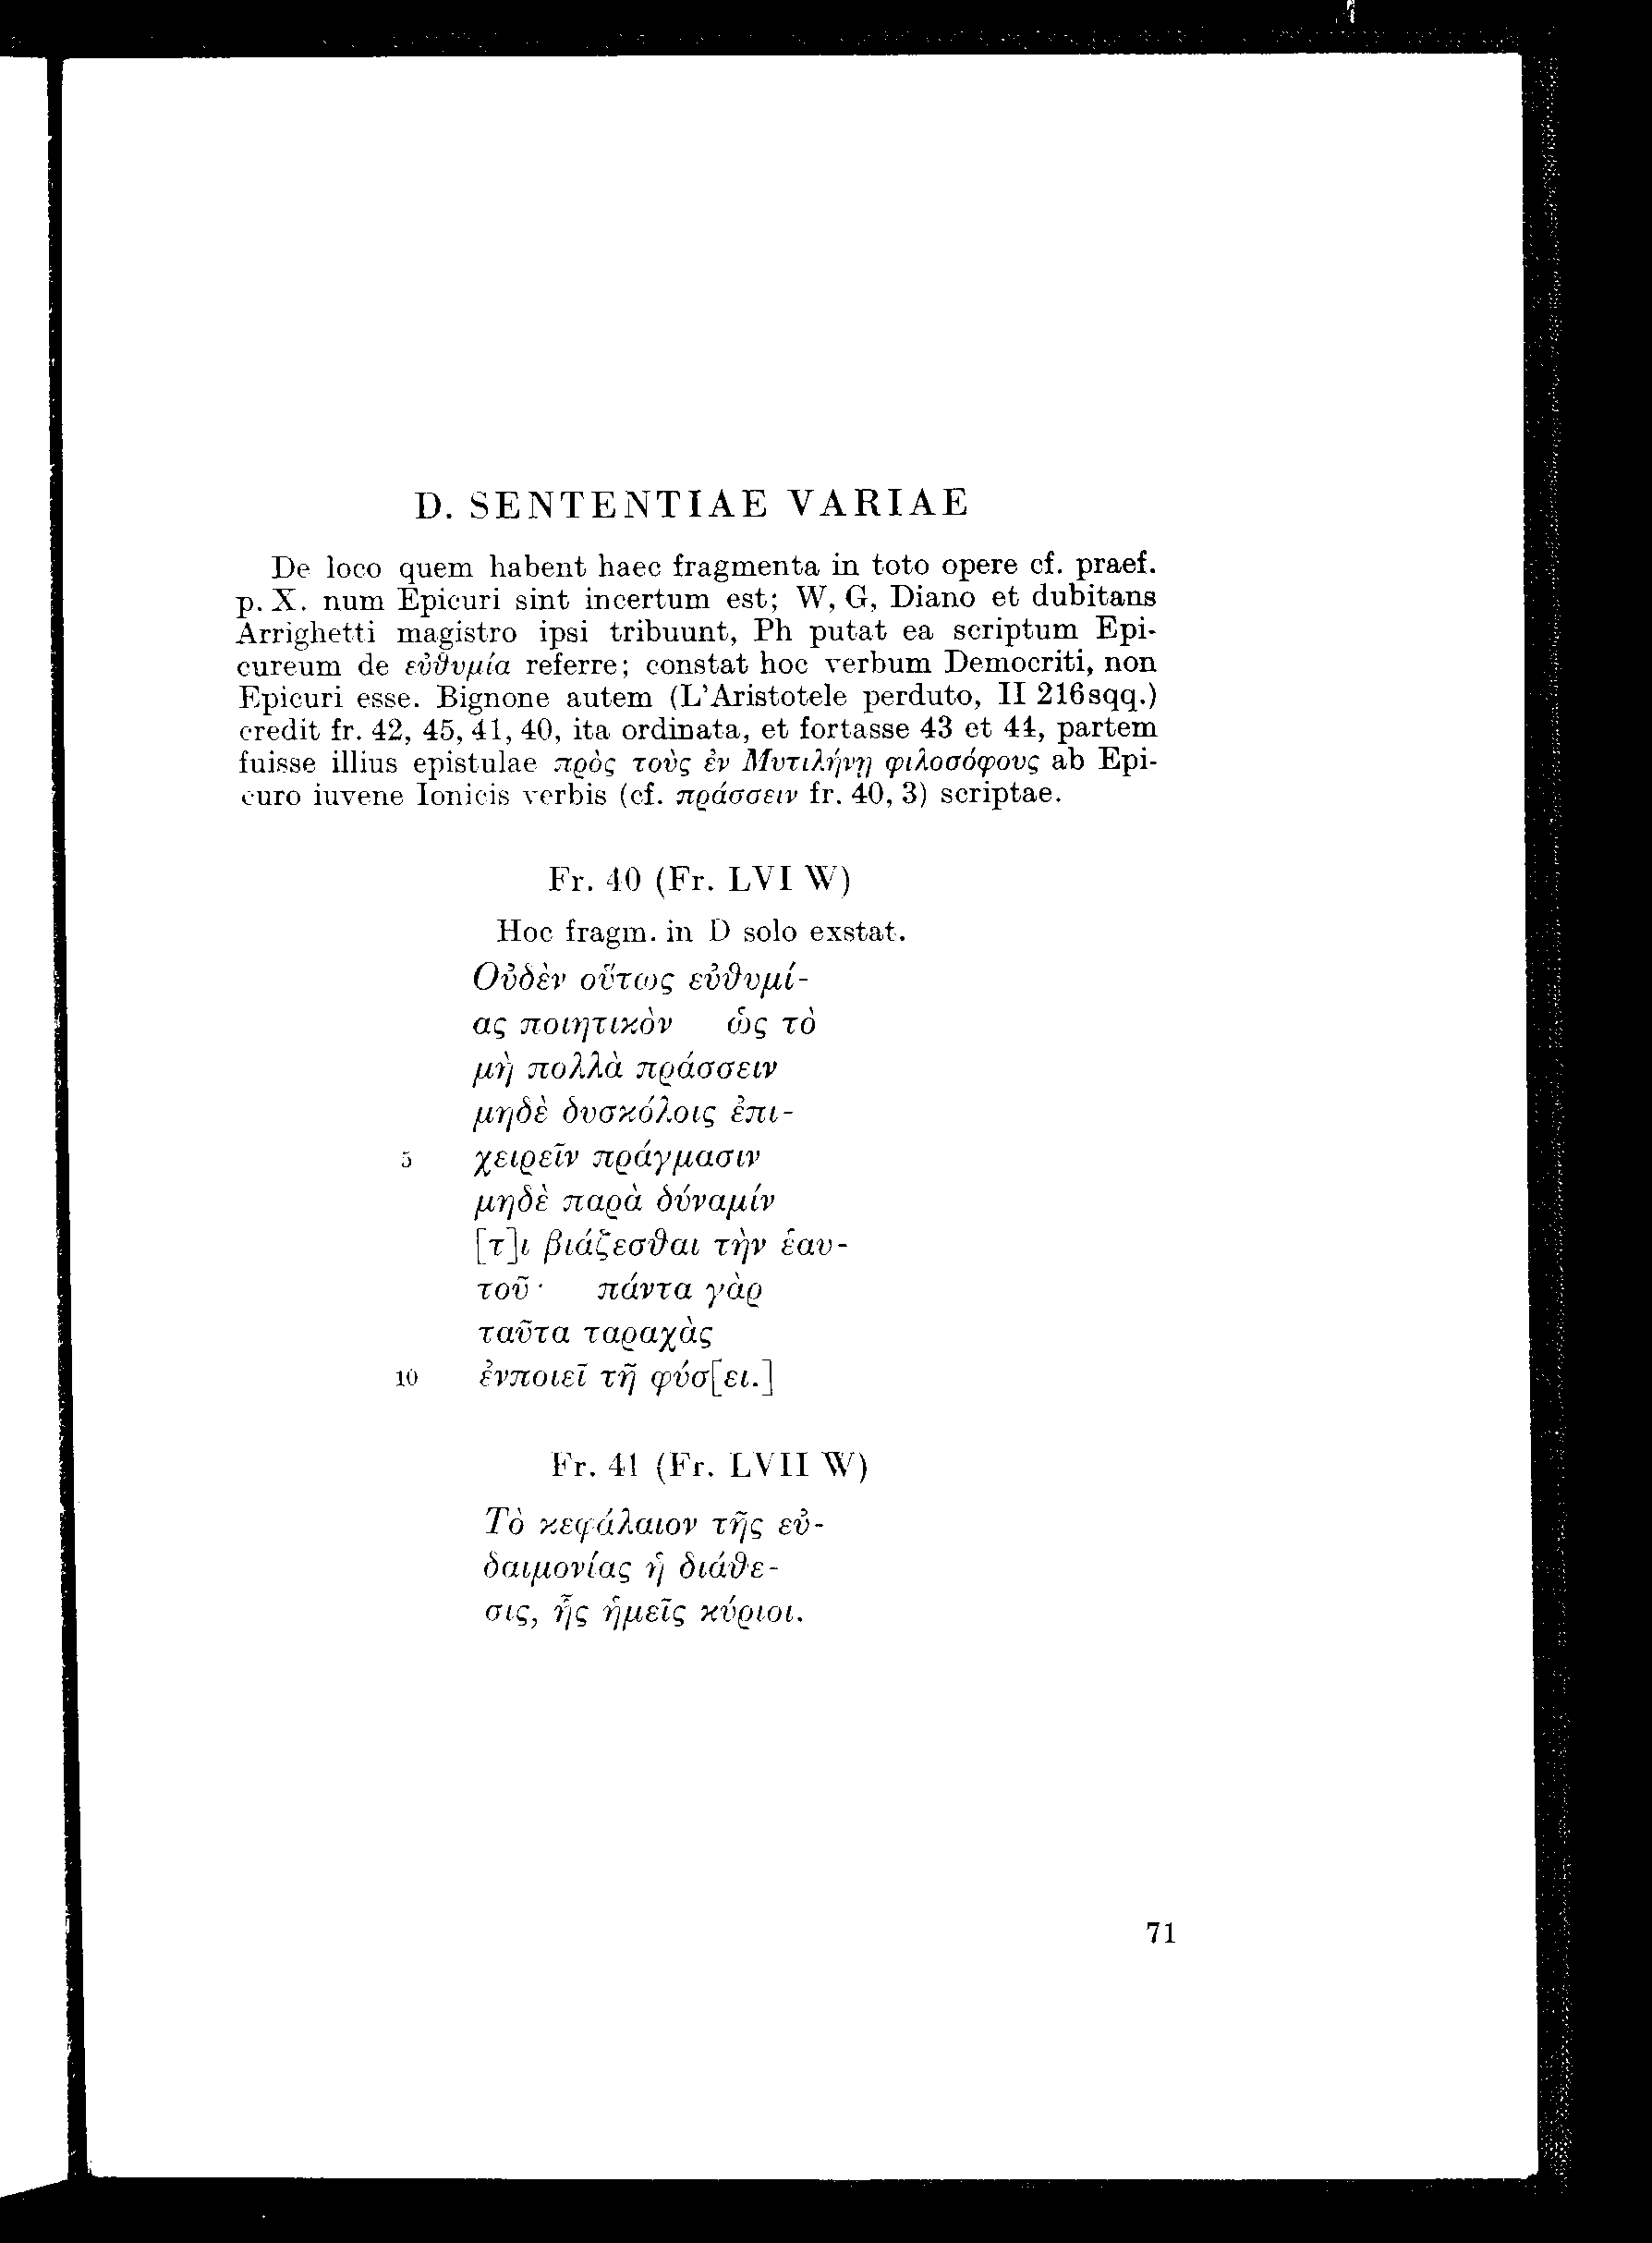 D. SENTENTIAE VARIAE
De loco quem habent haec fragmenta in toto opere cf. praef.
p. X. num Epicuri sint incertum est; W, G, Diano et dubitans
Arrighetti magistro ipsi tribuunt, Ph putat ea scriptum Epi-
cureum de εὐθυμία referre; constat hoc verbum Democriti, non
Epicuri esse. Bignone autem (L'Aristotele perduto, II 216sqq.)
credit fr. 42, 45, 41, 40, ita ordinata, et fortasse 43 et 44, partem
fuisse illius epistulae πρὸς τοὺς ἐν Μυτιλήνῃ φιλοσόφους ab Epi-
curo iuvene Ionicis verbis (cf. πράσσειν fr. 40, 3) scriptae.
Fr. 40 (Fr. LVI W)
Hoc fragm. in D solo exstat.
Οὐδὲν οὕτως εὐθυμί-
ας ποιητικὸν ὡς τὸ
μὴ πολλὰ πράσσειν
μηδὲ δυσκόλοις ἐπι-
5 χειρεῖν πράγμασιν
μηδὲ παρὰ δύναμίν
[τ]ι βιάζεσθαι τὴν ἑαυ-
τοῦ· πάντα γὰρ
ταῦτα ταραχὰς
10 ἐνποιεῖ τῆ φύσ[ει.]
Fr. 41 (Fr. LVII W)
Τὸ κεφάλαιον τῆς εὐ-
δαιμονίας ἡ διάθε-
σις, ἧς ἡμεῖς κύριοι.
71